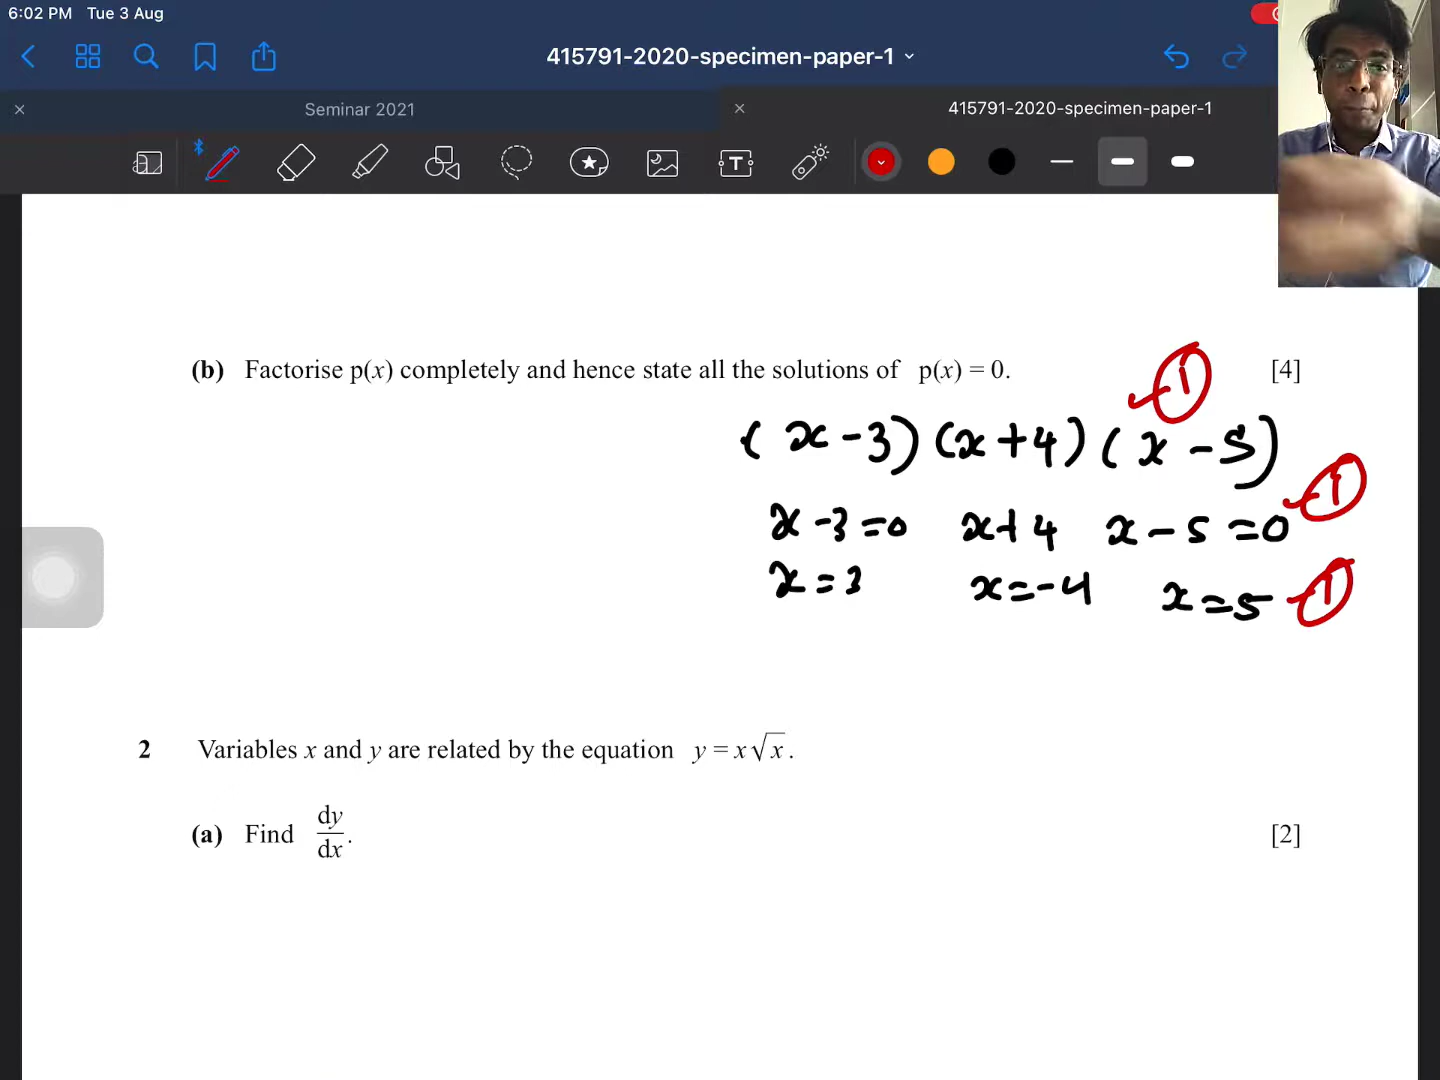 6:02 PM Tue 3 Aug
415791-2020-specimen-paper-1
Seminar 2021
415791-2020-specimen-paper-1
T
(b) Factorise p(x) completely and hence state all the solutions of p(x) = 0. [4]
1
(x - 3)(x + 4)(x - 5)
1
x - 3 = 0 x + 4 x - 5 = 0
x = 3 x = -4 x = 5
1
2 Variables x and y are related by the equation y = x√x.
(a) Find dy/dx. [2]